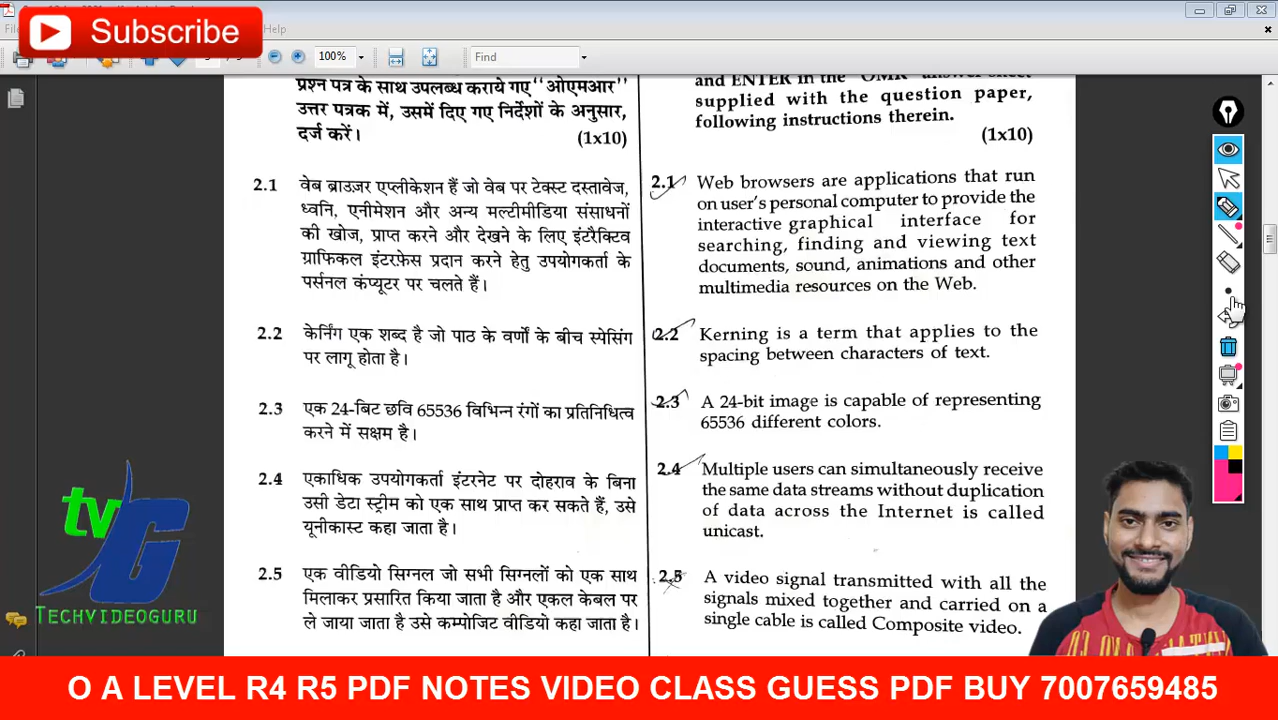 Subscribe
Help
100%
Find
प्रश्न पत्र के साथ उपलब्ध कराये गए "ओएमआर"
उत्तर पत्रक में, उसमें दिए गए निर्देशों के अनुसार,
दर्ज करें।
(1x10)
2.1 वेब ब्राउज़र एप्लीकेशन हैं जो वेब पर टेक्स्ट दस्तावेज,
ध्वनि, एनीमेशन और अन्य मल्टीमीडिया संसाधनों
की खोज, प्राप्त करने और देखने के लिए इंटरैक्टिव
ग्राफिकल इंटरफ़ेस प्रदान करने हेतु उपयोगकर्ता के
पर्सनल कंप्यूटर पर चलते हैं।
2.2 केर्निंग एक शब्द है जो पाठ के वर्णों के बीच स्पेसिंग
पर लागू होता है।
2.3 एक 24-बिट छवि 65536 विभिन्न रंगों का प्रतिनिधित्व
करने में सक्षम है।
2.4 एकाधिक उपयोगकर्ता इंटरनेट पर दोहराव के बिना
उसी डेटा स्ट्रीम को एक साथ प्राप्त कर सकते हैं, उसे
यूनीकास्ट कहा जाता है।
2.5 एक वीडियो सिग्नल जो सभी सिग्नलों को एक साथ
मिलाकर प्रसारित किया जाता है और एकल केबल पर
ले जाया जाता है उसे कम्पोजिट वीडियो कहा जाता है।
and ENTER in the "OMR" answer sheet
supplied with the question paper,
following instructions therein.
(1x10)
2.1 Web browsers are applications that run
on user's personal computer to provide the
interactive graphical interface for
searching, finding and viewing text
documents, sound, animations and other
multimedia resources on the Web.
2.2 Kerning is a term that applies to the
spacing between characters of text.
2.3 A 24-bit image is capable of representing
65536 different colors.
2.4 Multiple users can simultaneously receive
the same data streams without duplication
of data across the Internet is called
unicast.
2.5 A video signal transmitted with all the
signals mixed together and carried on a
single cable is called Composite video.
tv G
TECHVIDEOGURU
O A LEVEL R4 R5 PDF NOTES VIDEO CLASS GUESS PDF BUY 7007659485